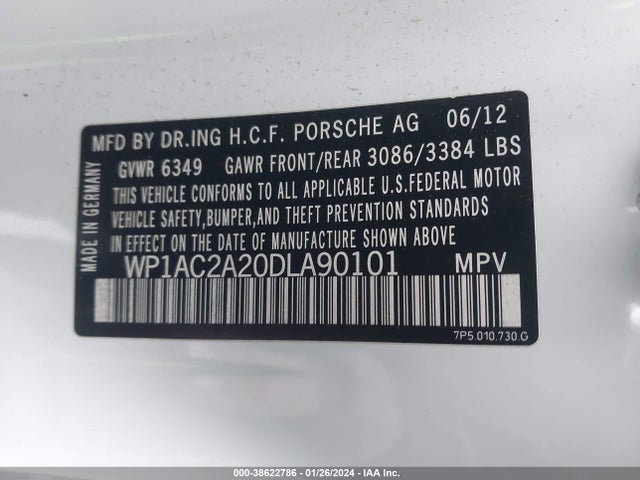 MFD BY DR.ING H.C.F. PORSCHE AG 06/12
GVWR 6349 GAWR FRONT/REAR 3086/3384 LBS
THIS VEHICLE CONFORMS TO ALL APPLICABLE U.S.FEDERAL MOTOR
VEHICLE SAFETY,BUMPER,AND THEFT PREVENTION STANDARDS
IN EFFECT ON THE DATE OF MANUFACTURE SHOWN ABOVE.
WP1AC2A20DLA90101 MPV
7P5.010.730.G
MADE IN GERMANY
000-38622786 - 01/26/2024 - IAAI.COM